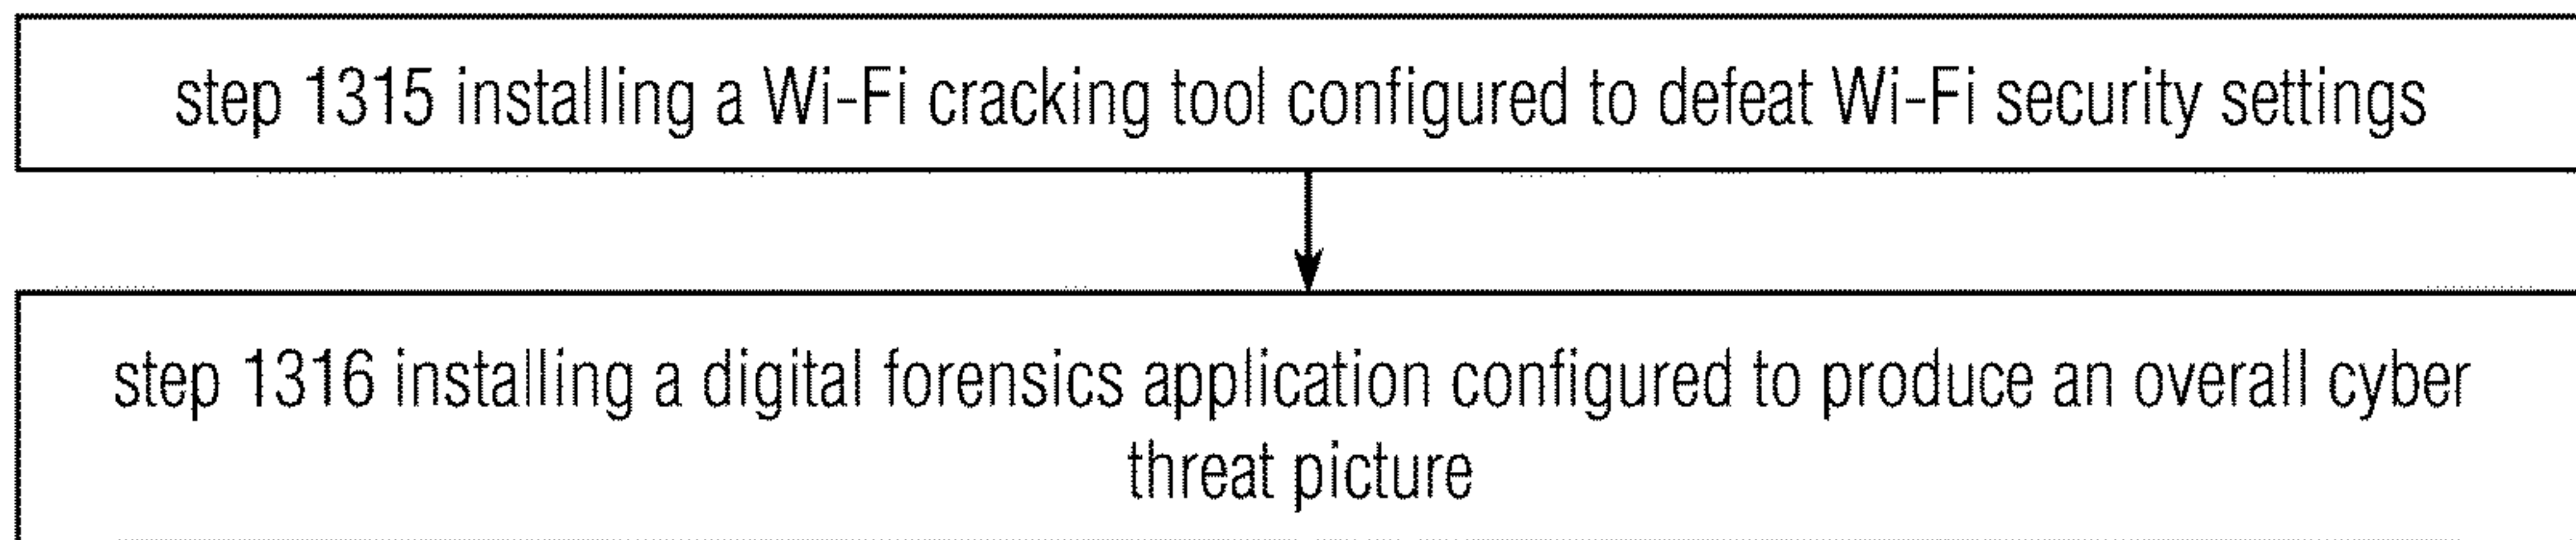 step 1315 installing a Wi-Fi cracking tool configured to defeat Wi-Fi security settings
step 1316 installing a digital forensics application configured to produce an overall cyber
threat picture